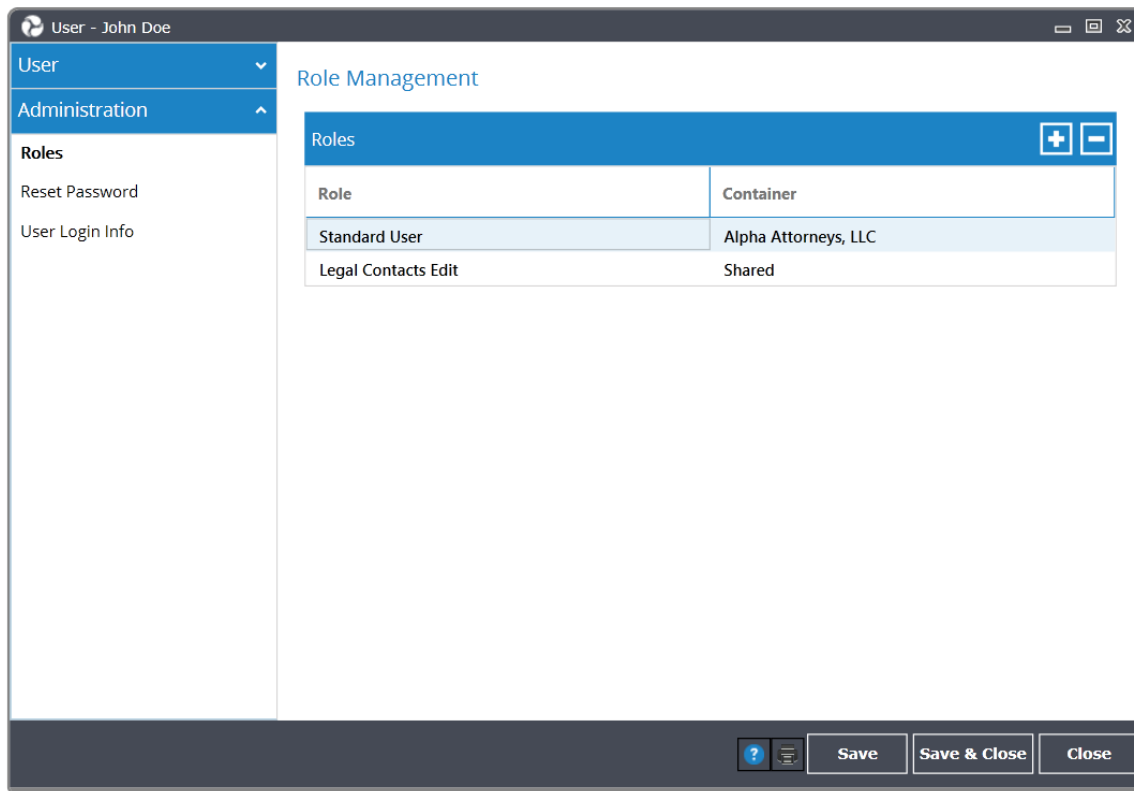 User - John Doe
User
Administration
Roles
Reset Password
User Login Info
Role Management
Roles
Role Container
Standard User Alpha Attorneys, LLC
Legal Contacts Edit Shared
? Save Save & Close Close